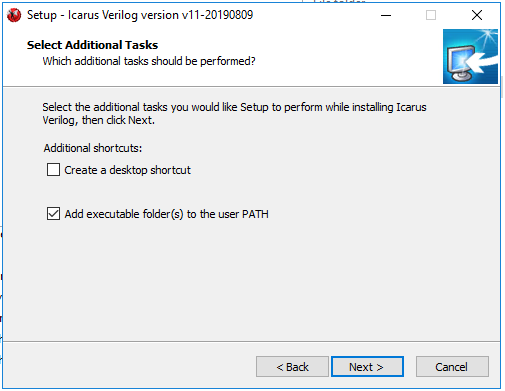 Setup - Icarus Verilog version v11-20190809
Select Additional Tasks
Which additional tasks should be performed?
Select the additional tasks you would like Setup to perform while installing Icarus
Verilog, then click Next.
Additional shortcuts:
Create a desktop shortcut
Add executable folder(s) to the user PATH
< Back
Next >
Cancel